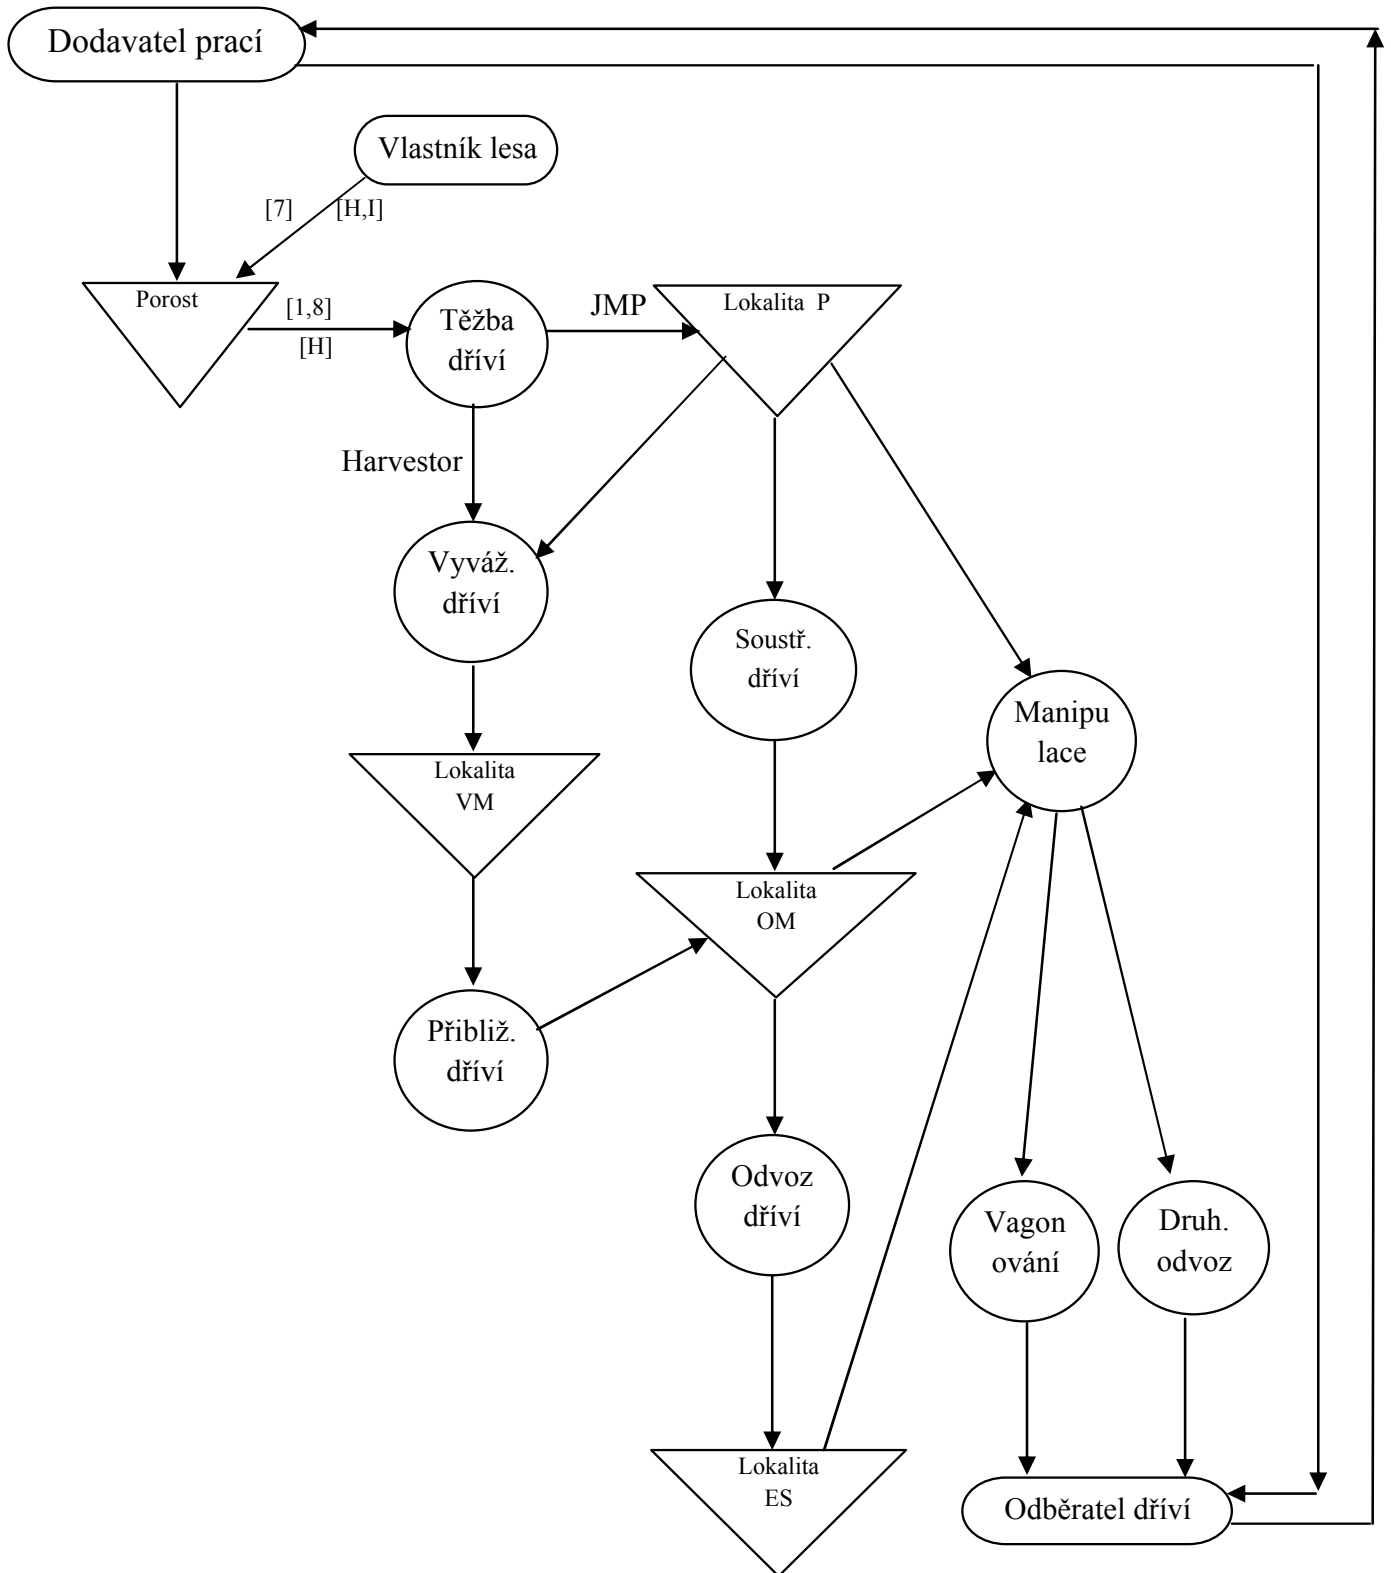 Dodavatel prací
Vlastník lesa
[7]
[H,I]
Porost
[1,8]
[H]
Těžba
dříví
JMP
Lokalita P
Harvestor
Vyváž.
dříví
Soustř.
dříví
Manipu
lace
Lokalita
VM
Lokalita
OM
Přibliž.
dříví
Odvoz
dříví
Vagon
ování
Druh.
odvoz
Lokalita
ES
Odběratel dříví